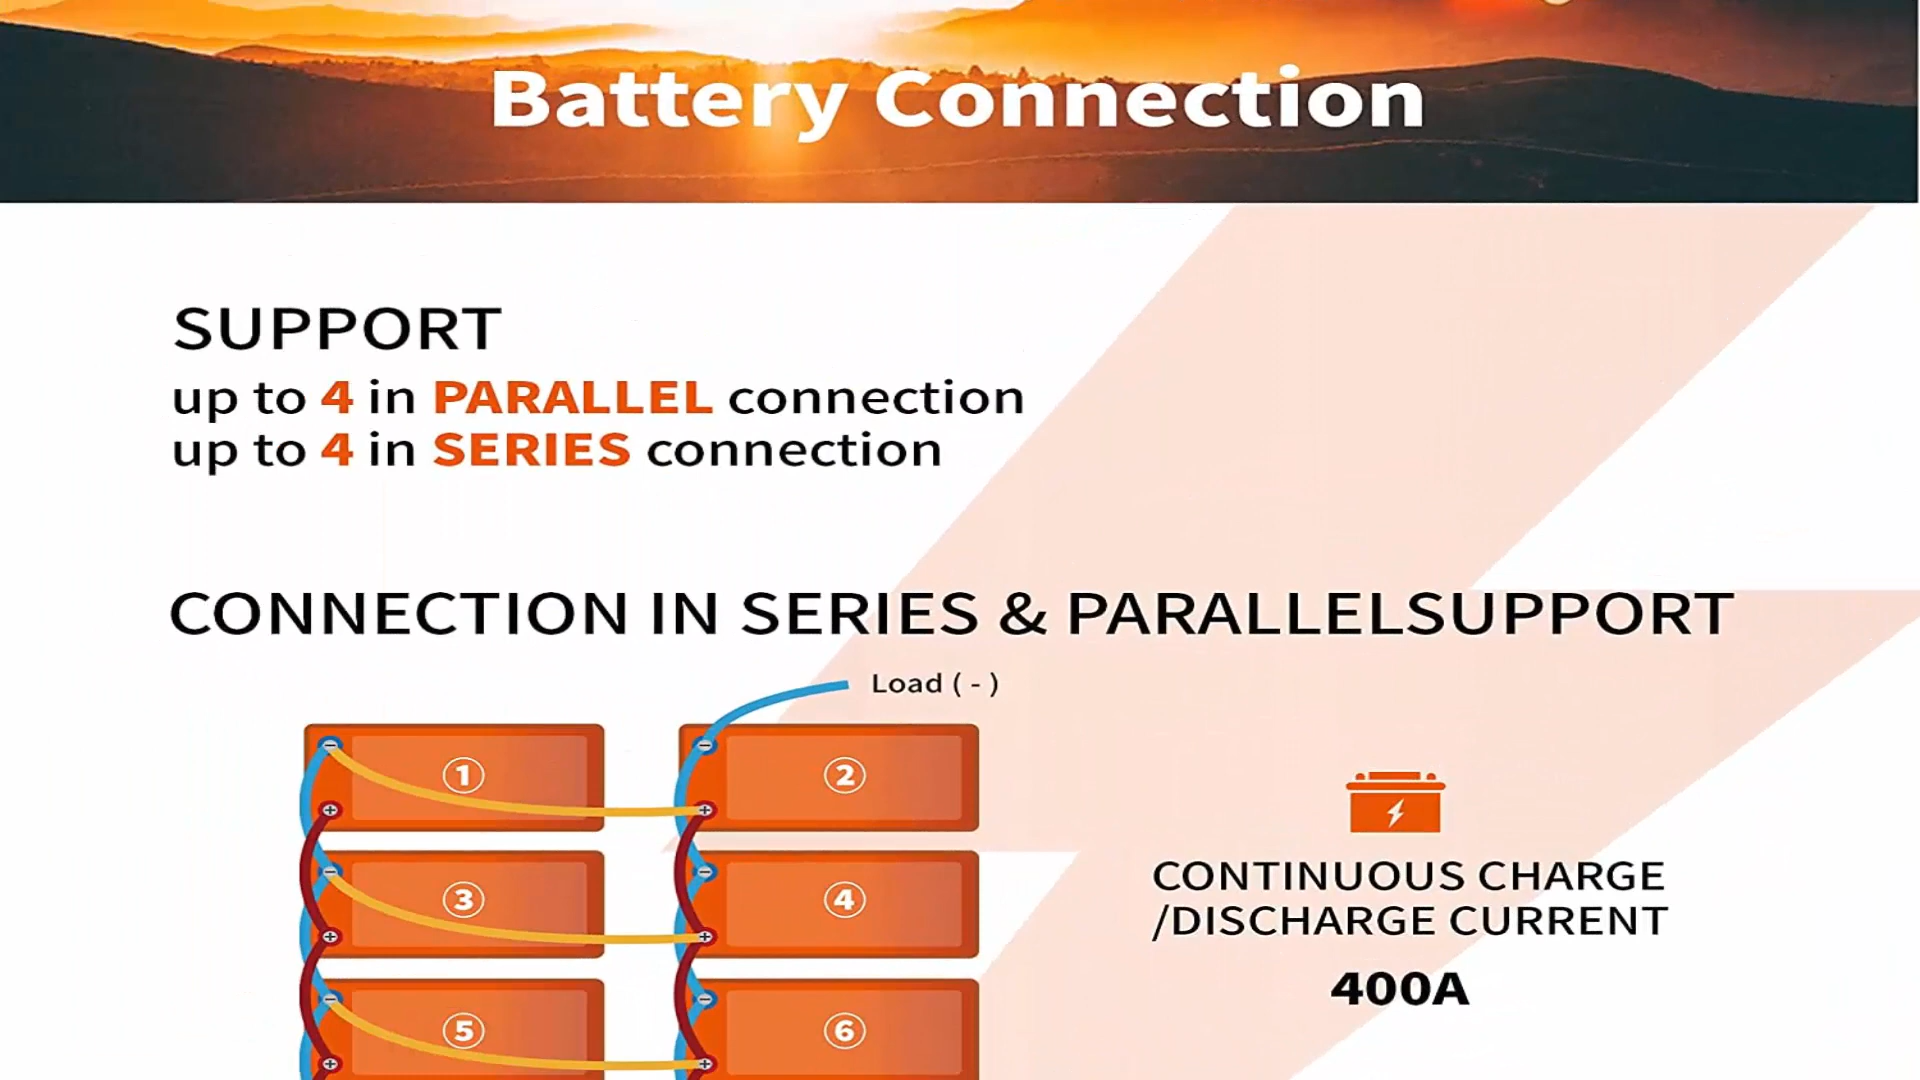 Battery Connection
SUPPORT
up to 4 in PARALLEL connection
up to 4 in SERIES connection
CONNECTION IN SERIES & PARALLELSUPPORT
Load ( - )
−
①
−
②
+
+
−
③
−
④
CONTINUOUS CHARGE
/DISCHARGE CURRENT
+
+
400A
−
⑤
−
⑥
+
+